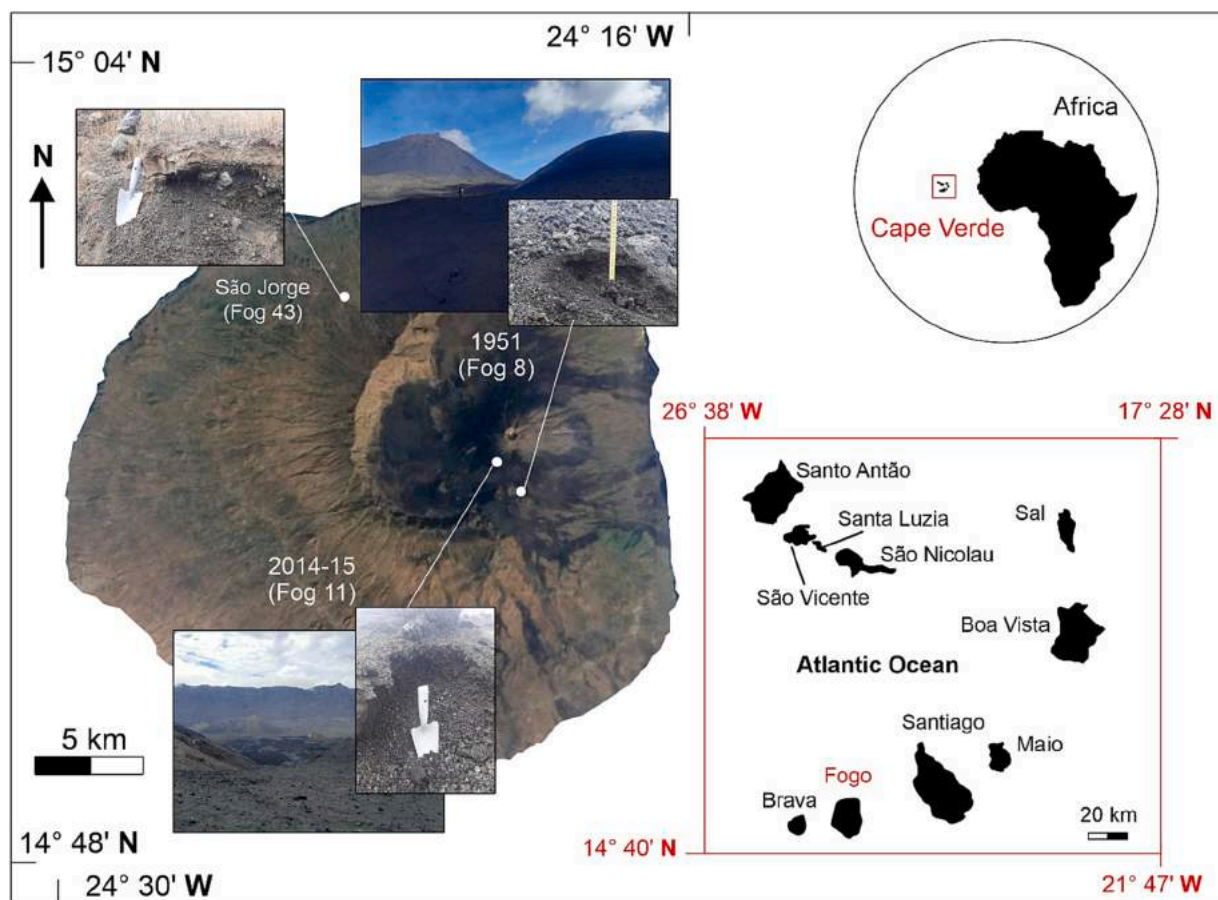 24° 16' W
15° 04' N
N
São Jorge
(Fog 43)
1951
(Fog 8)
2014-15
(Fog 11)
5 km
14° 48' N
24° 30' W
Africa
Cape Verde
26° 38' W
17° 28' N
Santo Antão
Santa Luzia
São Nicolau
São Vicente
Sal
Boa Vista
Atlantic Ocean
Santiago
Maio
Fogo
Brava
20 km
14° 40' N
21° 47' W